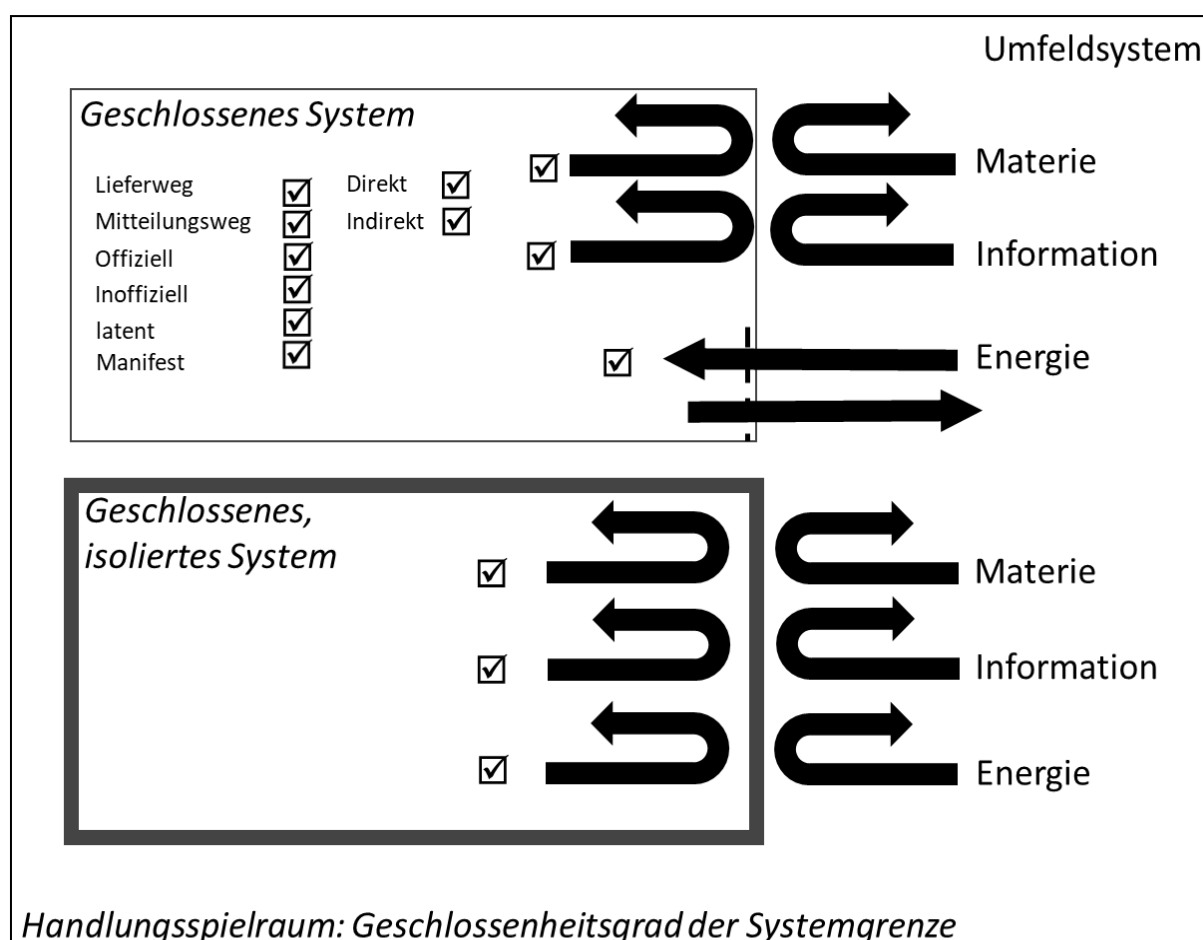 Umfeldsystem
Geschlossenes System
Materie
Lieferweg ☑ Direkt ☑
Mitteilungsweg ☑ Indirekt ☑
Information
Offiziell ☑
Inoffiziell ☑
latent ☑
Manifest ☑
Energie
Geschlossenes,
isoliertes System
Materie
Information
Energie
Handlungsspielraum: Geschlossenheitsgrad der Systemgrenze